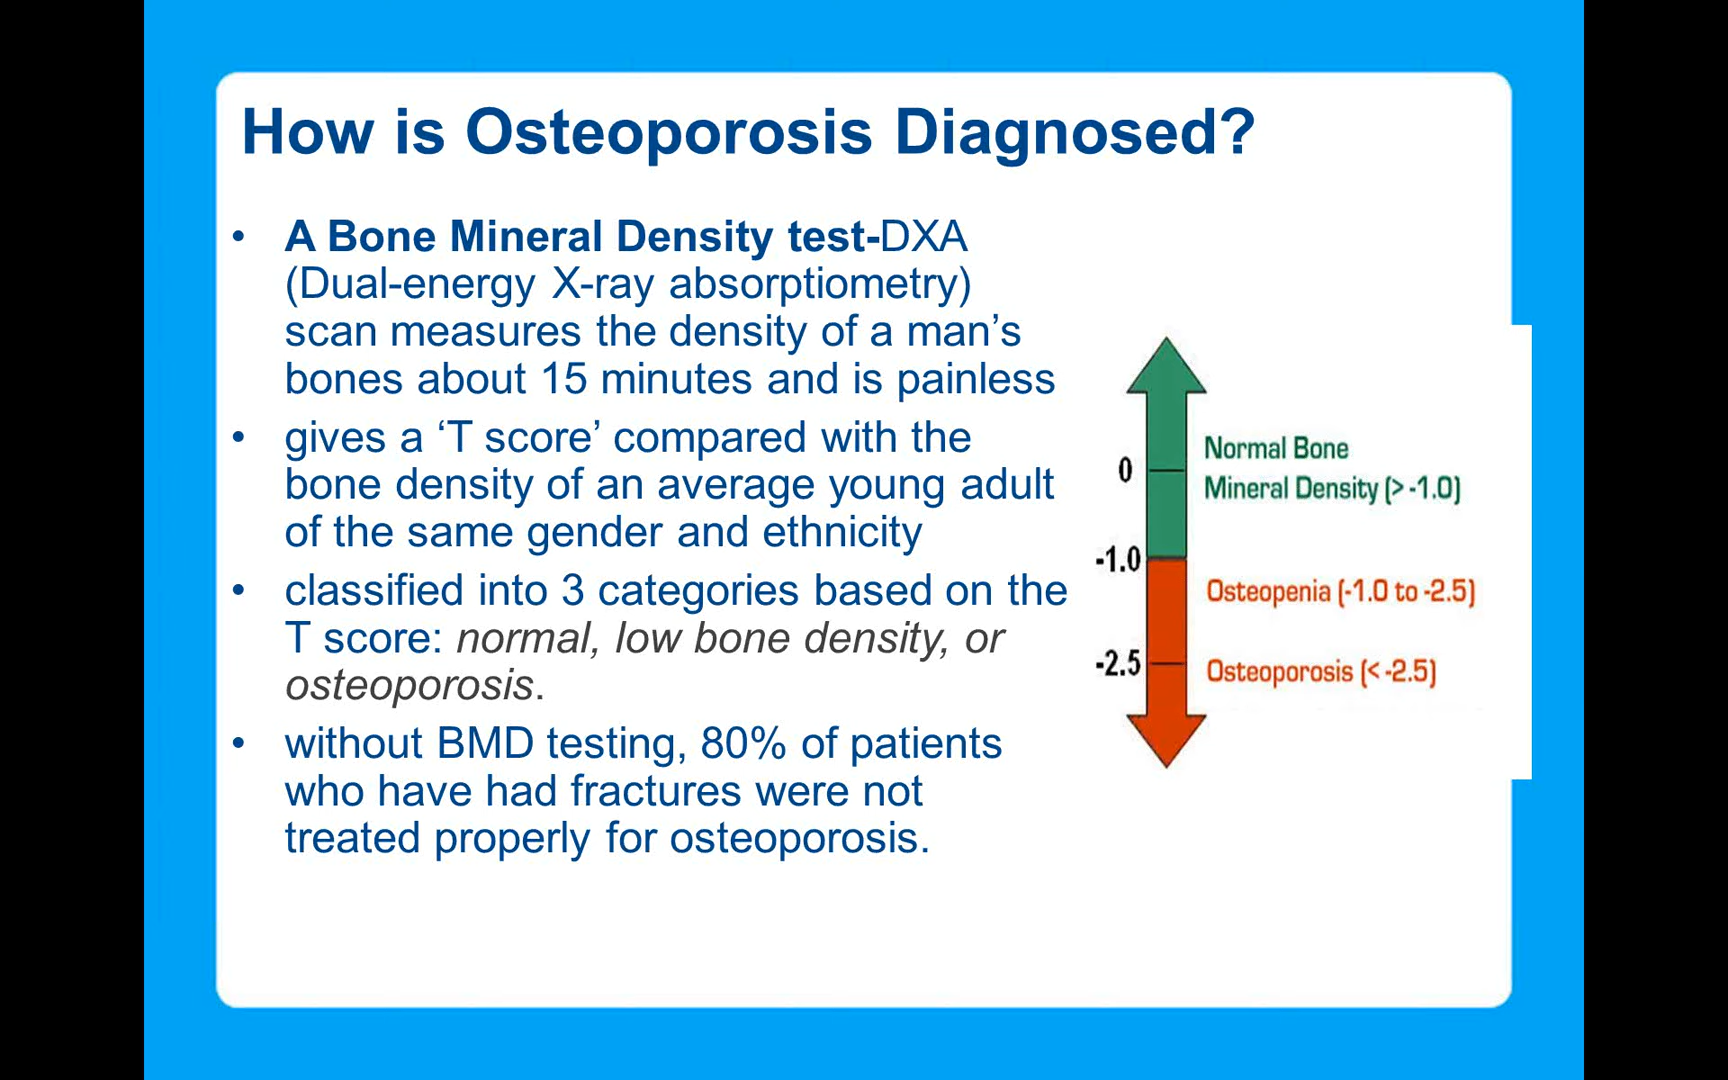 How is Osteoporosis Diagnosed?
• A Bone Mineral Density test-DXA
(Dual-energy X-ray absorptiometry)
scan measures the density of a man’s
bones about 15 minutes and is painless
• gives a ‘T score’ compared with the
bone density of an average young adult
of the same gender and ethnicity
• classified into 3 categories based on the
T score: normal, low bone density, or
osteoporosis.
• without BMD testing, 80% of patients
who have had fractures were not
treated properly for osteoporosis.
Normal Bone
0
Mineral Density (> -1.0)
-1.0
Osteopenia (-1.0 to -2.5)
-2.5
Osteoporosis (< -2.5)